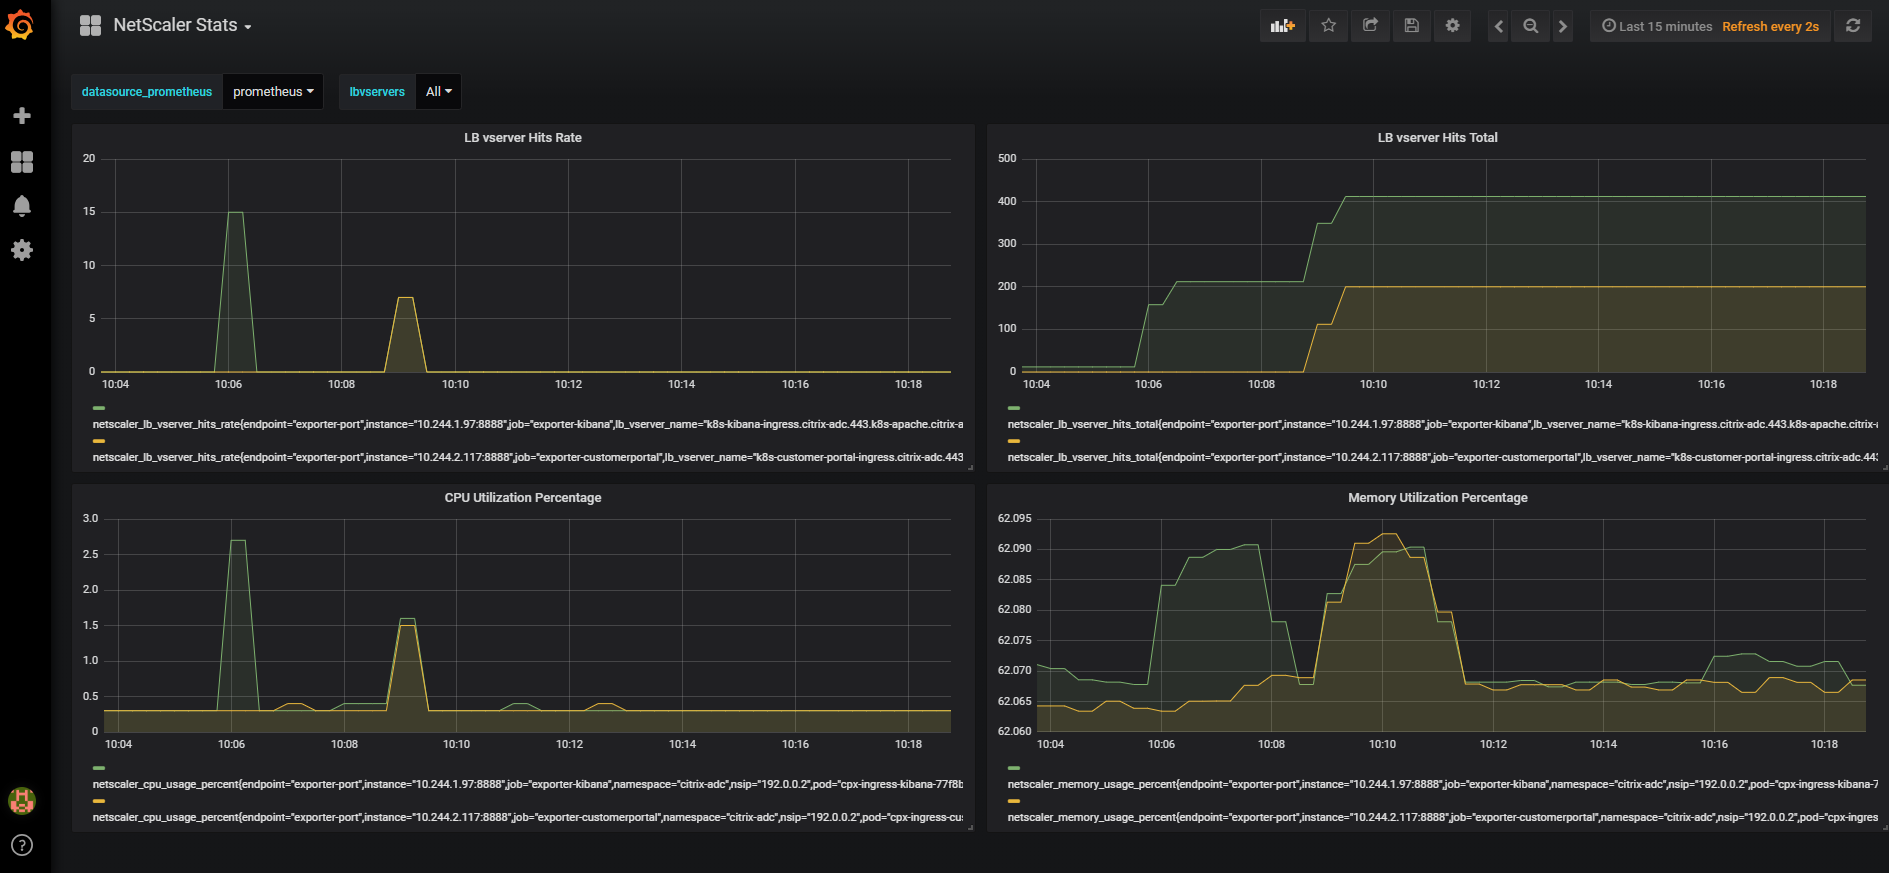 NetScaler Stats
Last 15 minutes Refresh every 2s
datasource_prometheus prometheus lbvservers All
LB vserver Hits Rate
20
15
10
5
0
10:04 10:06 10:08 10:10 10:12 10:14 10:16 10:18
netscaler_lb_vserver_hits_rate{endpoint="exporter-port",instance="10.244.1.97:8888",job="exporter-kibana",lb_vserver_name="k8s-kibana-ingress.citrix-adc.443.k8s-apache.citrix-a
netscaler_lb_vserver_hits_rate{endpoint="exporter-port",instance="10.244.2.117:8888",job="exporter-customerportal",lb_vserver_name="k8s-customer-portal-ingress.citrix-adc.443
LB vserver Hits Total
500
400
300
200
100
0
10:04 10:06 10:08 10:10 10:12 10:14 10:16 10:18
netscaler_lb_vserver_hits_total{endpoint="exporter-port",instance="10.244.1.97:8888",job="exporter-kibana",lb_vserver_name="k8s-kibana-ingress.citrix-adc.443.k8s-apache.citrix-
netscaler_lb_vserver_hits_total{endpoint="exporter-port",instance="10.244.2.117:8888",job="exporter-customerportal",lb_vserver_name="k8s-customer-portal-ingress.citrix-adc.443
CPU Utilization Percentage
3.0
2.5
2.0
1.5
1.0
0.5
0
10:04 10:06 10:08 10:10 10:12 10:14 10:16 10:18
netscaler_cpu_usage_percent{endpoint="exporter-port",instance="10.244.1.97:8888",job="exporter-kibana",namespace="citrix-adc",nsip="192.0.0.2",pod="cpx-ingress-kibana-77f8b
netscaler_cpu_usage_percent{endpoint="exporter-port",instance="10.244.2.117:8888",job="exporter-customerportal",namespace="citrix-adc",nsip="192.0.0.2",pod="cpx-ingress-cus
Memory Utilization Percentage
62.095
62.090
62.085
62.080
62.075
62.070
62.065
62.060
10:04 10:06 10:08 10:10 10:12 10:14 10:16 10:18
netscaler_memory_usage_percent{endpoint="exporter-port",instance="10.244.1.97:8888",job="exporter-kibana",namespace="citrix-adc",nsip="192.0.0.2",pod="cpx-ingress-kibana-7
netscaler_memory_usage_percent{endpoint="exporter-port",instance="10.244.2.117:8888",job="exporter-customerportal",namespace="citrix-adc",nsip="192.0.0.2",pod="cpx-ingres